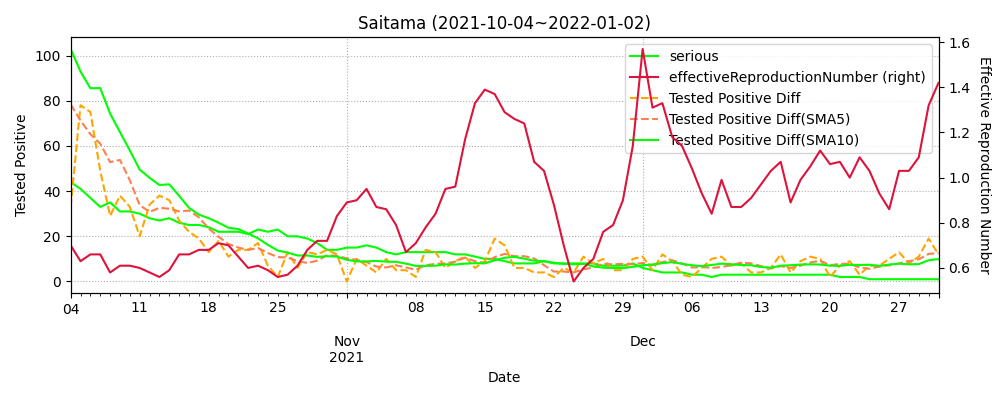 Saitama (2021-10-04~2022-01-02)
serious
effectiveReproductionNumber (right)
Tested Positive Diff
Tested Positive Diff(SMA5)
Tested Positive Diff(SMA10)
Tested Positive
100
80
60
40
20
0
Effective Reproduction Number
1.6
1.4
1.2
1.0
0.8
0.6
04 11 18 25 08 15 22 29 06 13 20 27
Nov Dec
2021
Date